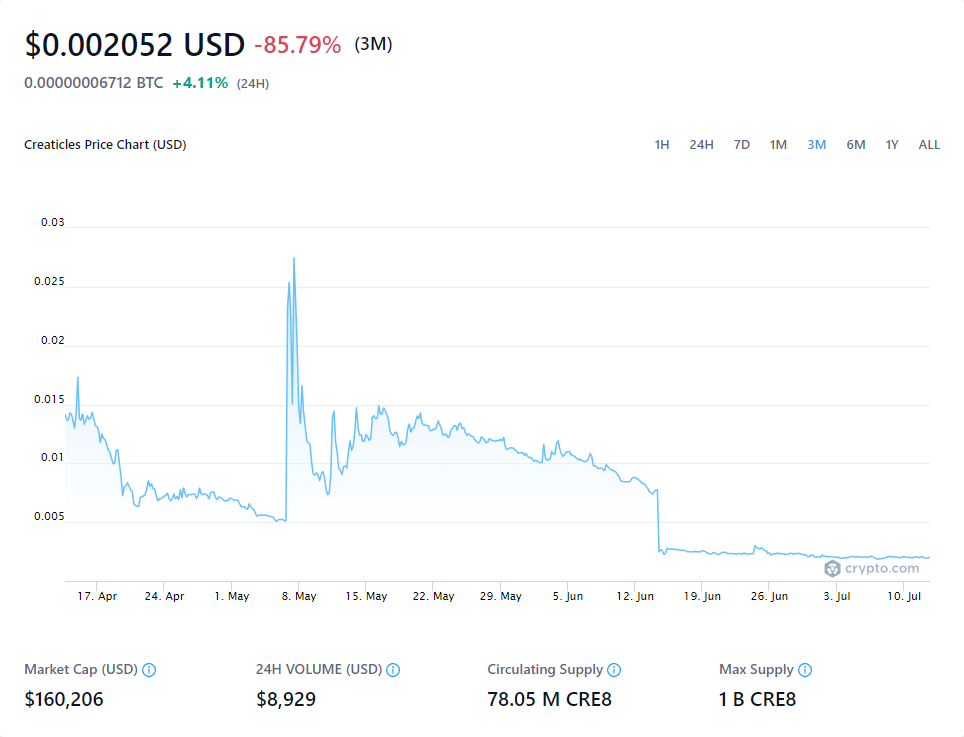 $0.002052 USD -85.79% (3M)
0.00000006712 BTC +4.11% (24H)
Creaticles Price Chart (USD) 1H 24H 7D 1M 3M 6M 1Y ALL
0.03
0.025
0.02
0.015
0.01
0.005
crypto.com
17. Apr 24. Apr 1. May 8. May 15. May 22. May 29. May 5. Jun 12. Jun 19. Jun 26. Jun 3. Jul 10. Jul
Market Cap (USD) 24H VOLUME (USD) Circulating Supply Max Supply
$160,206 $8,929 78.05 M CRE8 1 B CRE8